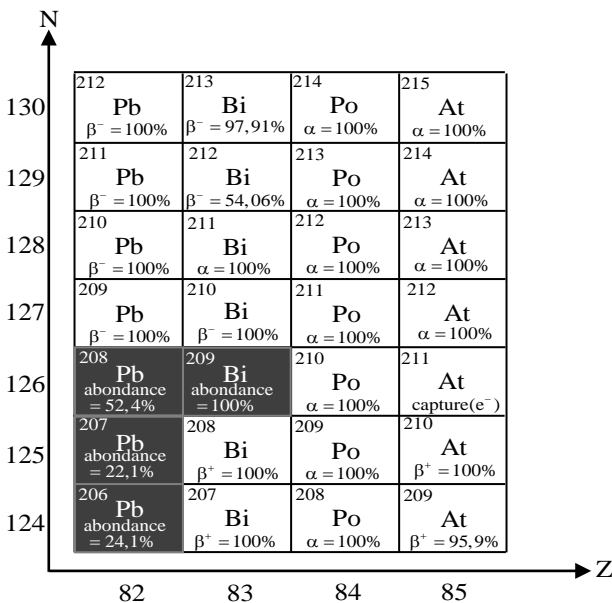 N
130
212
Pb
β⁻ = 100%
213
Bi
β⁻ = 97,91%
214
Po
α = 100%
215
At
α = 100%
129
211
Pb
β⁻ = 100%
212
Bi
β⁻ = 54,06%
213
Po
α = 100%
214
At
α = 100%
128
210
Pb
β⁻ = 100%
211
Bi
α = 100%
212
Po
α = 100%
213
At
α = 100%
127
209
Pb
β⁻ = 100%
210
Bi
β⁻ = 100%
211
Po
α = 100%
212
At
α = 100%
126
208
Pb
abondance
= 52,4%
209
Bi
abondance
= 100%
210
Po
α = 100%
211
At
capture(e⁻)
125
207
Pb
abondance
= 22,1%
208
Bi
β⁺ = 100%
209
Po
α = 100%
210
At
β⁺ = 100%
124
206
Pb
abondance
= 24,1%
207
Bi
β⁺ = 100%
208
Po
α = 100%
209
At
β⁺ = 95,9%
Z
82 83 84 85